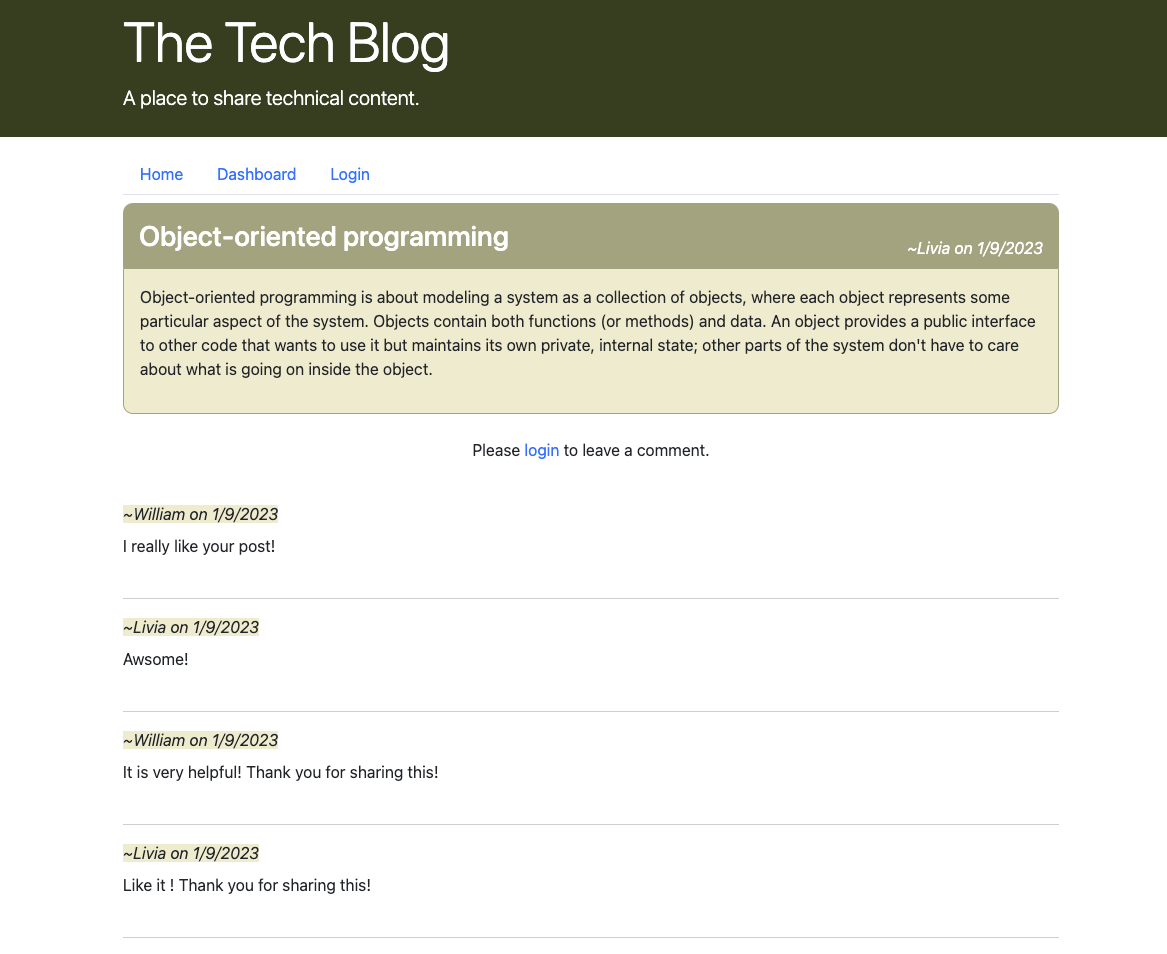 The Tech Blog
A place to share technical content.
Home Dashboard Login
Object-oriented programming
~Livia on 1/9/2023
Object-oriented programming is about modeling a system as a collection of objects, where each object represents some
particular aspect of the system. Objects contain both functions (or methods) and data. An object provides a public interface
to other code that wants to use it but maintains its own private, internal state; other parts of the system don't have to care
about what is going on inside the object.
Please login to leave a comment.
~William on 1/9/2023
I really like your post!
~Livia on 1/9/2023
Awsome!
~William on 1/9/2023
It is very helpful! Thank you for sharing this!
~Livia on 1/9/2023
Like it ! Thank you for sharing this!